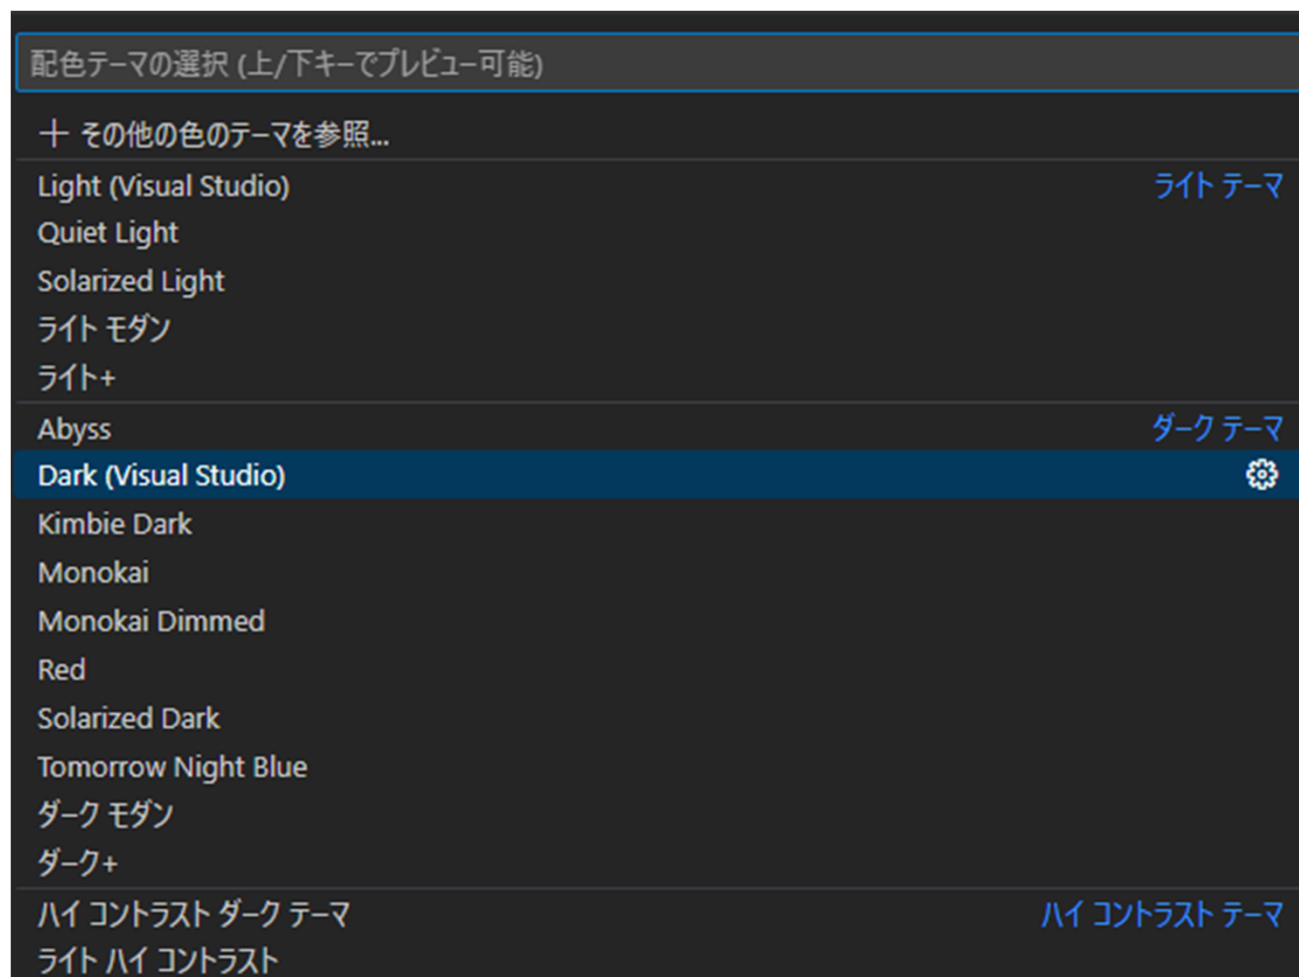 配色テーマの選択 (上/下キーでプレビュー可能)
+ その他の色のテーマを参照...
Light (Visual Studio) ライト テーマ
Quiet Light
Solarized Light
ライト モダン
ライト+
Abyss ダーク テーマ
Dark (Visual Studio)
Kimbie Dark
Monokai
Monokai Dimmed
Red
Solarized Dark
Tomorrow Night Blue
ダーク モダン
ダーク+
ハイ コントラスト ダーク テーマ ハイ コントラスト テーマ
ライト ハイ コントラスト